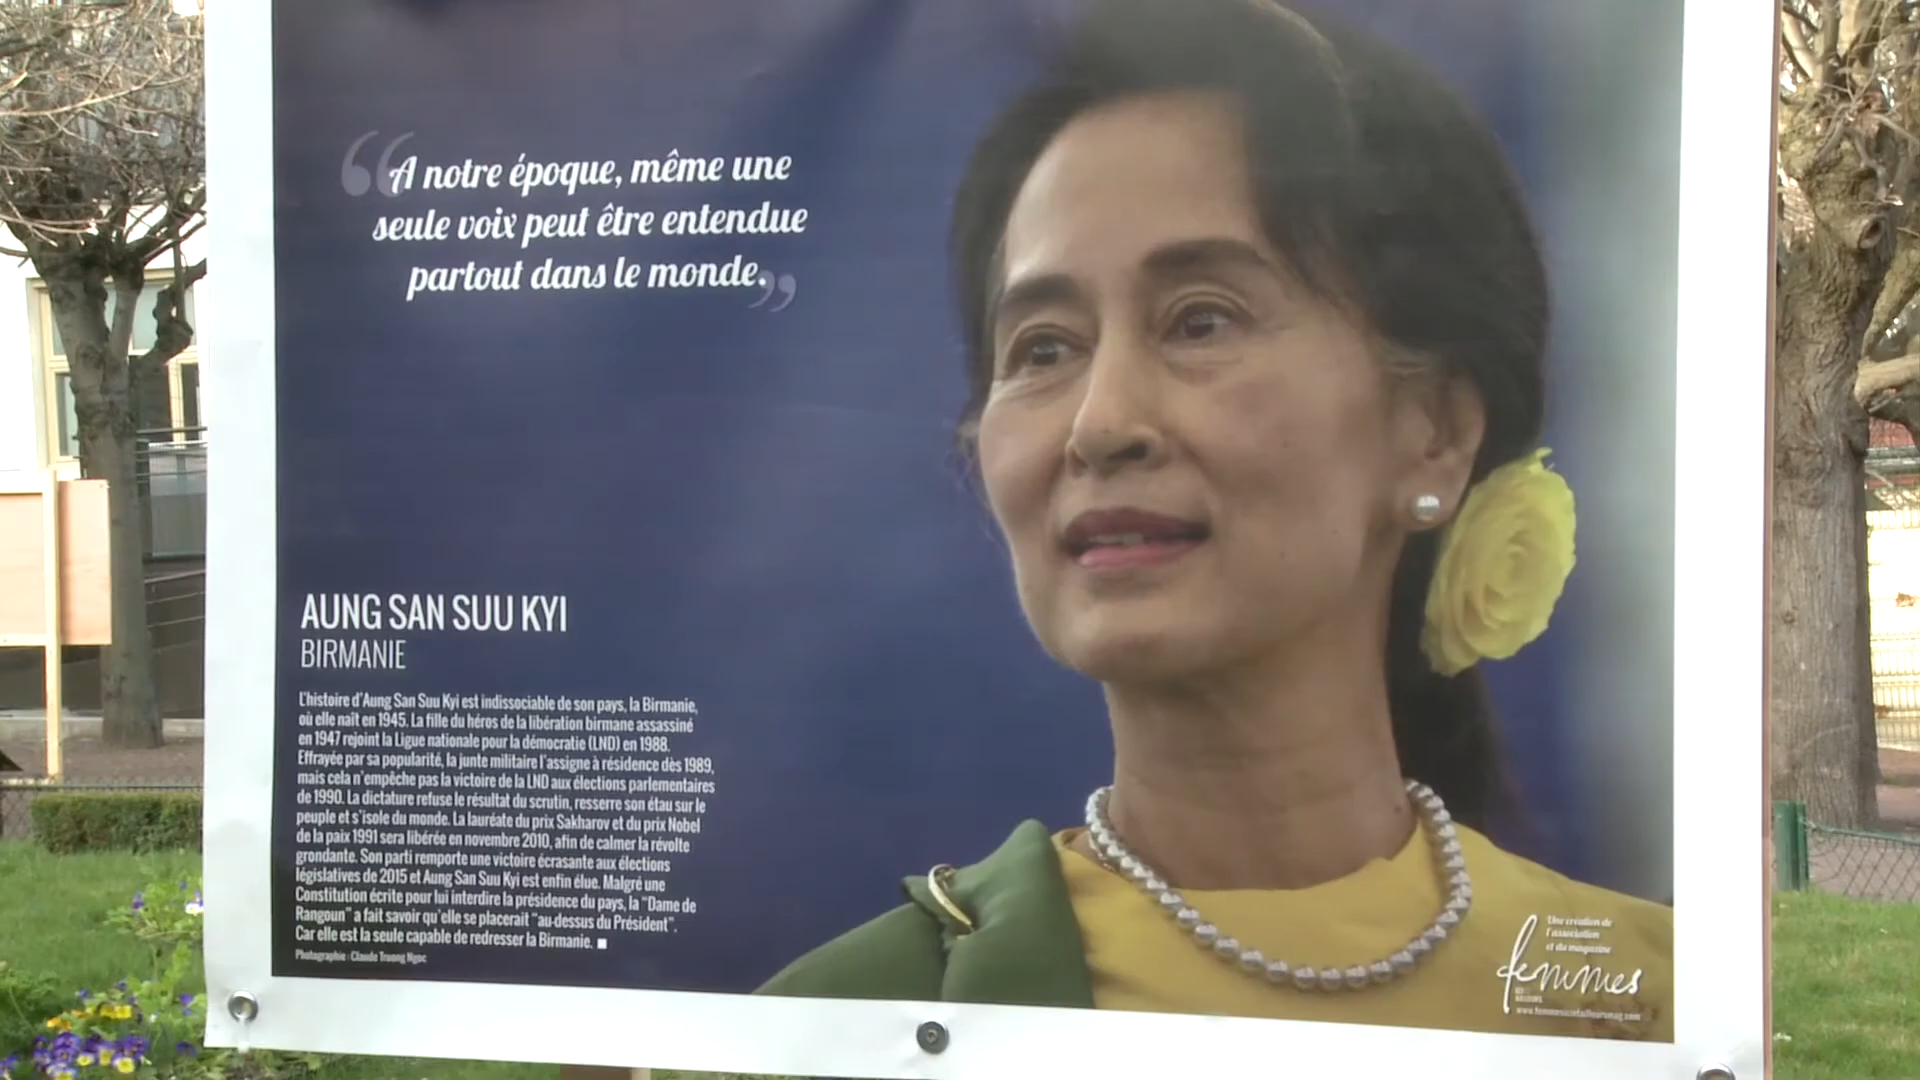 “A notre époque, même une
seule voix peut être entendue
partout dans le monde.”
AUNG SAN SUU KYI
BIRMANIE
L'histoire d'Aung San Suu Kyi est indissociable de son pays, la Birmanie,
où elle naît en 1945. La fille du héros de la libération birmane assassiné
en 1947 rejoint la Ligue nationale pour la démocratie (LND) en 1988.
Effrayée par sa popularité, la junte militaire l'assigne à résidence dès 1989,
mais cela n'empêche pas la victoire de la LND aux élections parlementaires
de 1990. La dictature refuse le résultat du scrutin, resserre son étau sur le
peuple et s'isole du monde. La lauréate du prix Sakharov et du prix Nobel
de la paix 1991 sera libérée en novembre 2010, afin de calmer la révolte
grondante. Son parti remporte une victoire écrasante aux élections
législatives de 2015 et Aung San Suu Kyi est enfin élue. Malgré une
Constitution écrite pour lui interdire la présidence du pays, la "Dame de
Rangoun" a fait savoir qu'elle se placerait "au-dessus du Président".
Car elle est la seule capable de redresser la Birmanie.
Photographie : Claude Truong Ngoc
Une création de
l'association
et du magazine
femmes